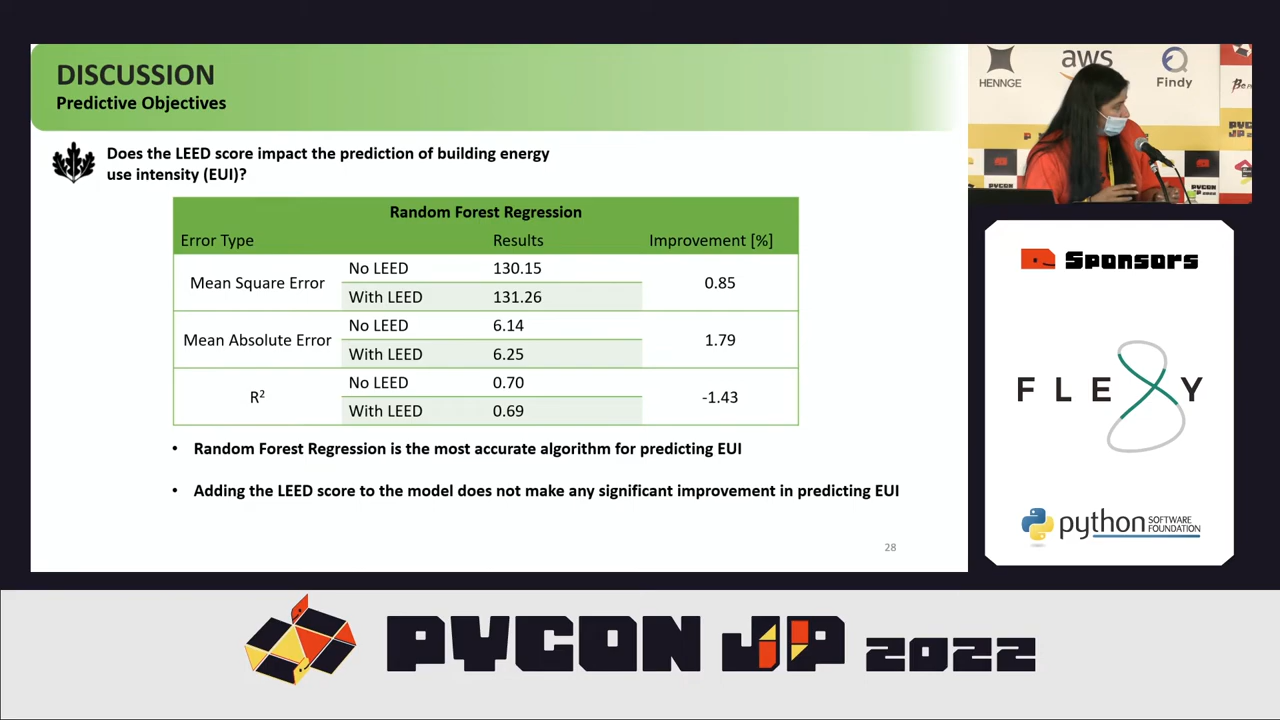 DISCUSSION
Predictive Objectives
Does the LEED score impact the prediction of building energy
use intensity (EUI)?
Random Forest Regression
Error Type Results Improvement [%]
Mean Square Error No LEED 130.15 0.85
With LEED 131.26
Mean Absolute Error No LEED 6.14 1.79
With LEED 6.25
R² No LEED 0.70 -1.43
With LEED 0.69
• Random Forest Regression is the most accurate algorithm for predicting EUI
• Adding the LEED score to the model does not make any significant improvement in predicting EUI
28
HENNGE
aws
Findy
PYCON
JP 2022
Sponsors
FLEXY
python SOFTWARE
FOUNDATION
PYCON JP 2022